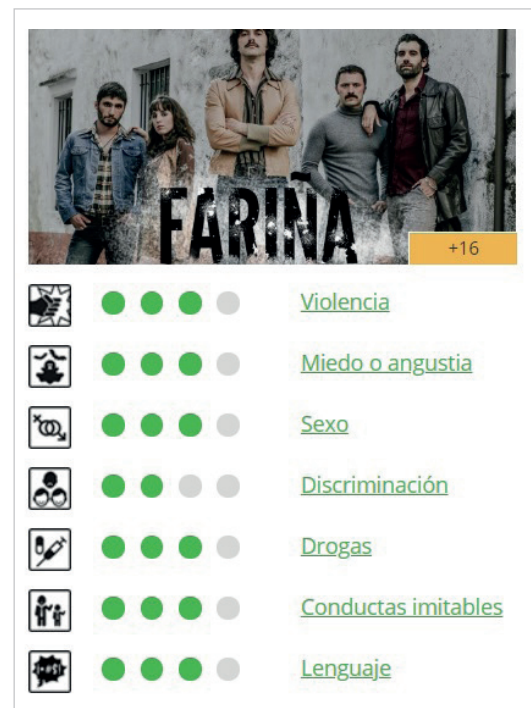 FARIÑA
+16
Violencia
Miedo o angustia
Sexo
Discriminación
Drogas
Conductas imitables
Lenguaje